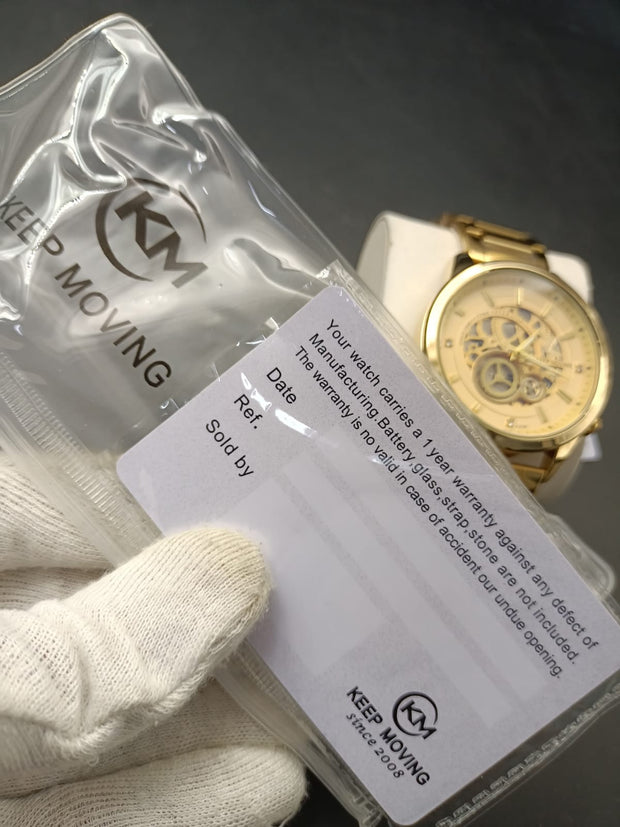 KM
KEEP MOVING
Your watch carries a 1 year warranty against any defect of
Manufacturing.Battery,glass,strap,stone are not included.
The warranty is no valid in case of accident our undue opening.
Date
Ref.
Sold by
KM
KEEP MOVING
since 2008